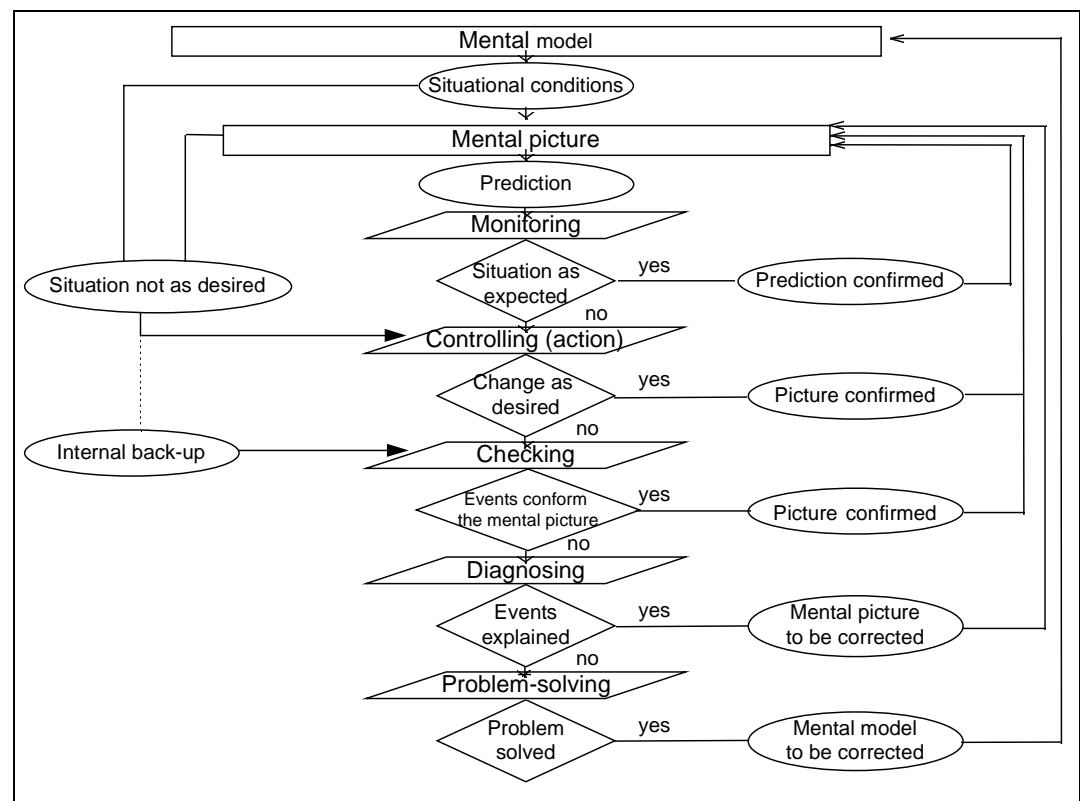 Mental model
Situational conditions
Mental picture
Prediction
Monitoring
Situation as
expected
yes
Prediction confirmed
Situation not as desired
no
Controlling (action)
Change as
desired
yes
Picture confirmed
no
Internal back-up
Checking
Events conform
the mental picture
yes
Picture confirmed
no
Diagnosing
Events
explained
yes
Mental picture
to be corrected
no
Problem-solving
Problem
solved
yes
Mental model
to be corrected